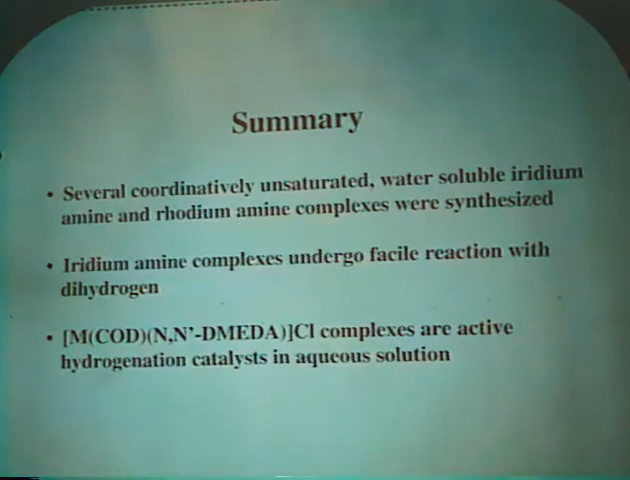 Summary
• Several coordinatively unsaturated, water soluble iridium
amine and rhodium amine complexes were synthesized
• Iridium amine complexes undergo facile reaction with
dihydrogen
• [M(COD)(N,N’-DMEDA)]Cl complexes are active
hydrogenation catalysts in aqueous solution